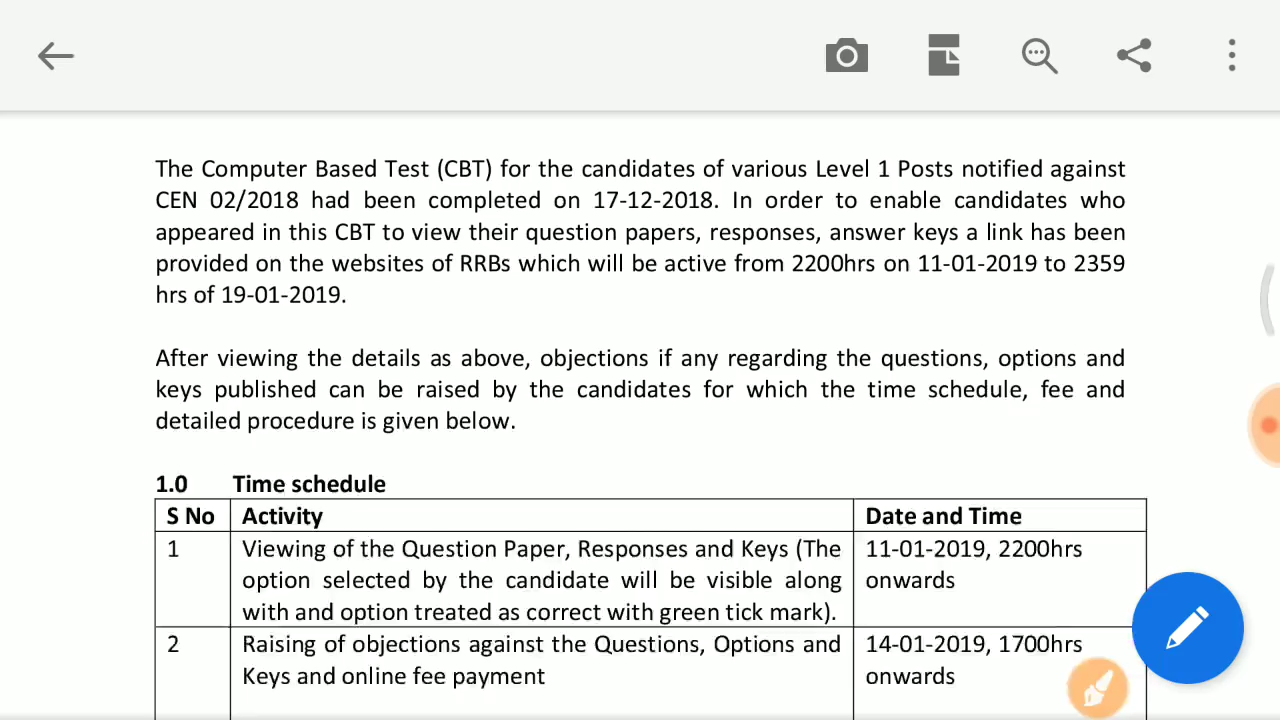 The Computer Based Test (CBT) for the candidates of various Level 1 Posts notified against
CEN 02/2018 had been completed on 17-12-2018. In order to enable candidates who
appeared in this CBT to view their question papers, responses, answer keys a link has been
provided on the websites of RRBs which will be active from 2200hrs on 11-01-2019 to 2359
hrs of 19-01-2019.
After viewing the details as above, objections if any regarding the questions, options and
keys published can be raised by the candidates for which the time schedule, fee and
detailed procedure is given below.
1.0 Time schedule
S No Activity Date and Time
1 Viewing of the Question Paper, Responses and Keys (The 11-01-2019, 2200hrs
option selected by the candidate will be visible along onwards
with and option treated as correct with green tick mark).
2 Raising of objections against the Questions, Options and 14-01-2019, 1700hrs
Keys and online fee payment onwards